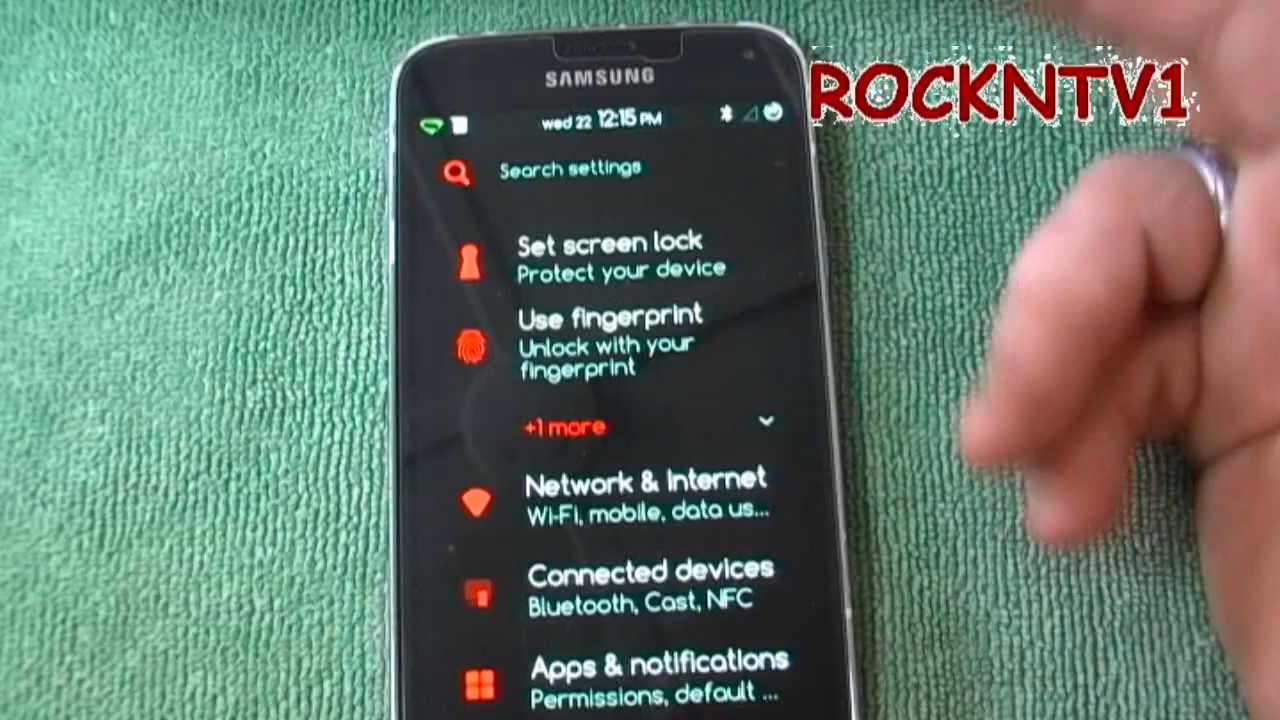 SAMSUNG
ROCKNTV1
wed 22 12:15 PM
Search settings
Set screen lock
Protect your device
Use fingerprint
Unlock with your
fingerprint
+1 more
Network & Internet
Wi-Fi, mobile, data us...
Connected devices
Bluetooth, Cast, NFC
Apps & notifications
Permissions, default ...